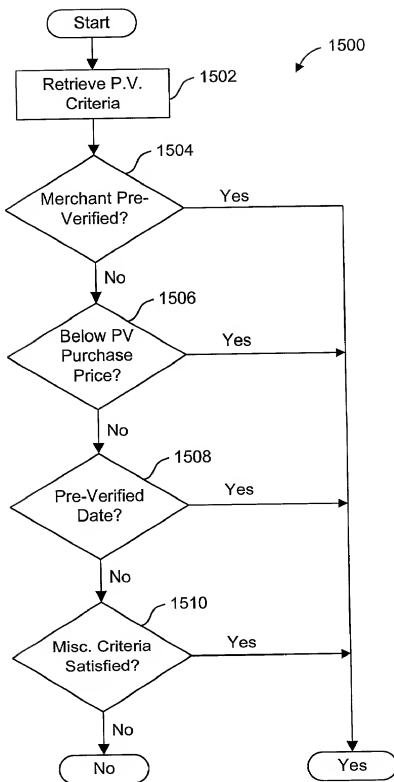 Start
1500
Retrieve P.V.
Criteria
1502
1504
Merchant Pre-
Verified?
Yes
No
1506
Below PV
Purchase
Price?
Yes
No
1508
Pre-Verified
Date?
Yes
No
1510
Misc. Criteria
Satisfied?
Yes
No
No
Yes